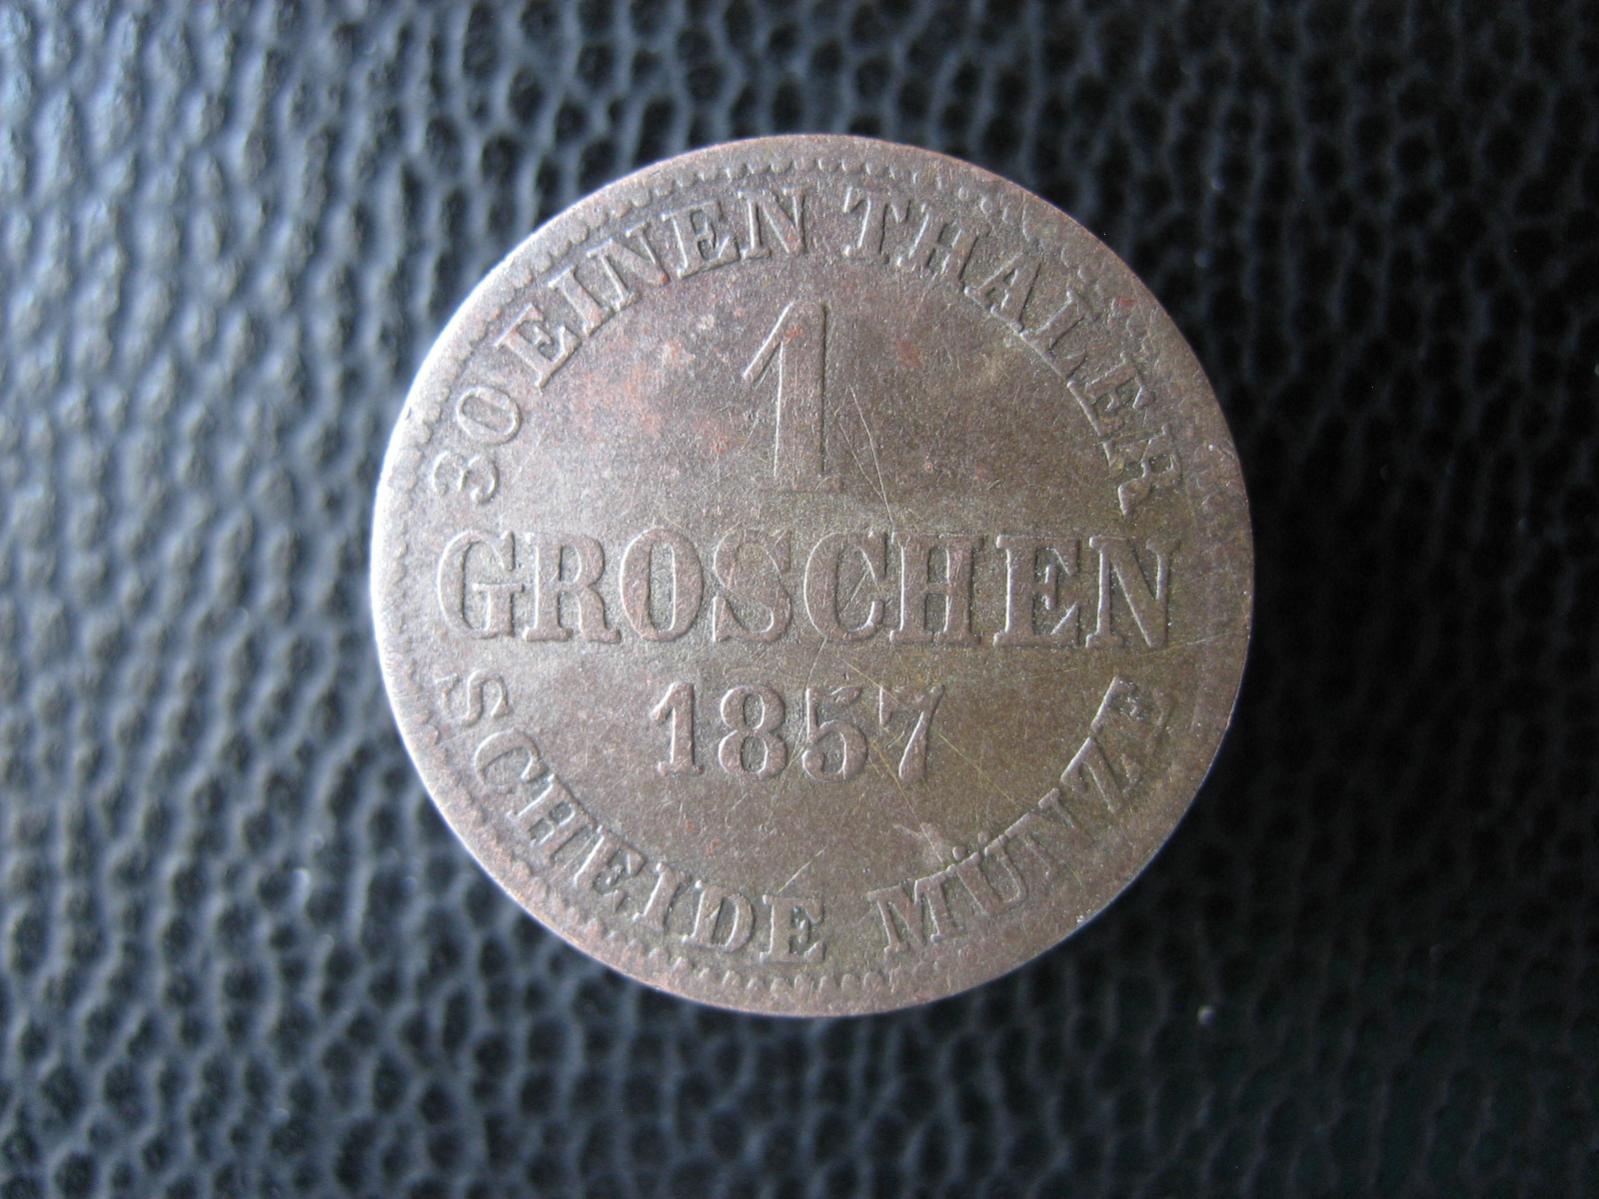 30 EINEN THALER
1
GROSCHEN
1857
SCHEIDE MÜNZE